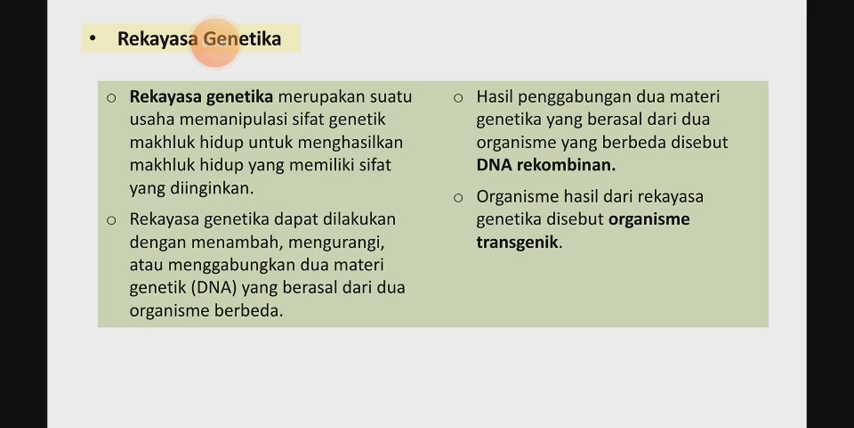 • Rekayasa Genetika
o Rekayasa genetika merupakan suatu
usaha memanipulasi sifat genetik
makhluk hidup untuk menghasilkan
makhluk hidup yang memiliki sifat
yang diinginkan.
o Rekayasa genetika dapat dilakukan
dengan menambah, mengurangi,
atau menggabungkan dua materi
genetik (DNA) yang berasal dari dua
organisme berbeda.
o Hasil penggabungan dua materi
genetika yang berasal dari dua
organisme yang berbeda disebut
DNA rekombinan.
o Organisme hasil dari rekayasa
genetika disebut organisme
transgenik.